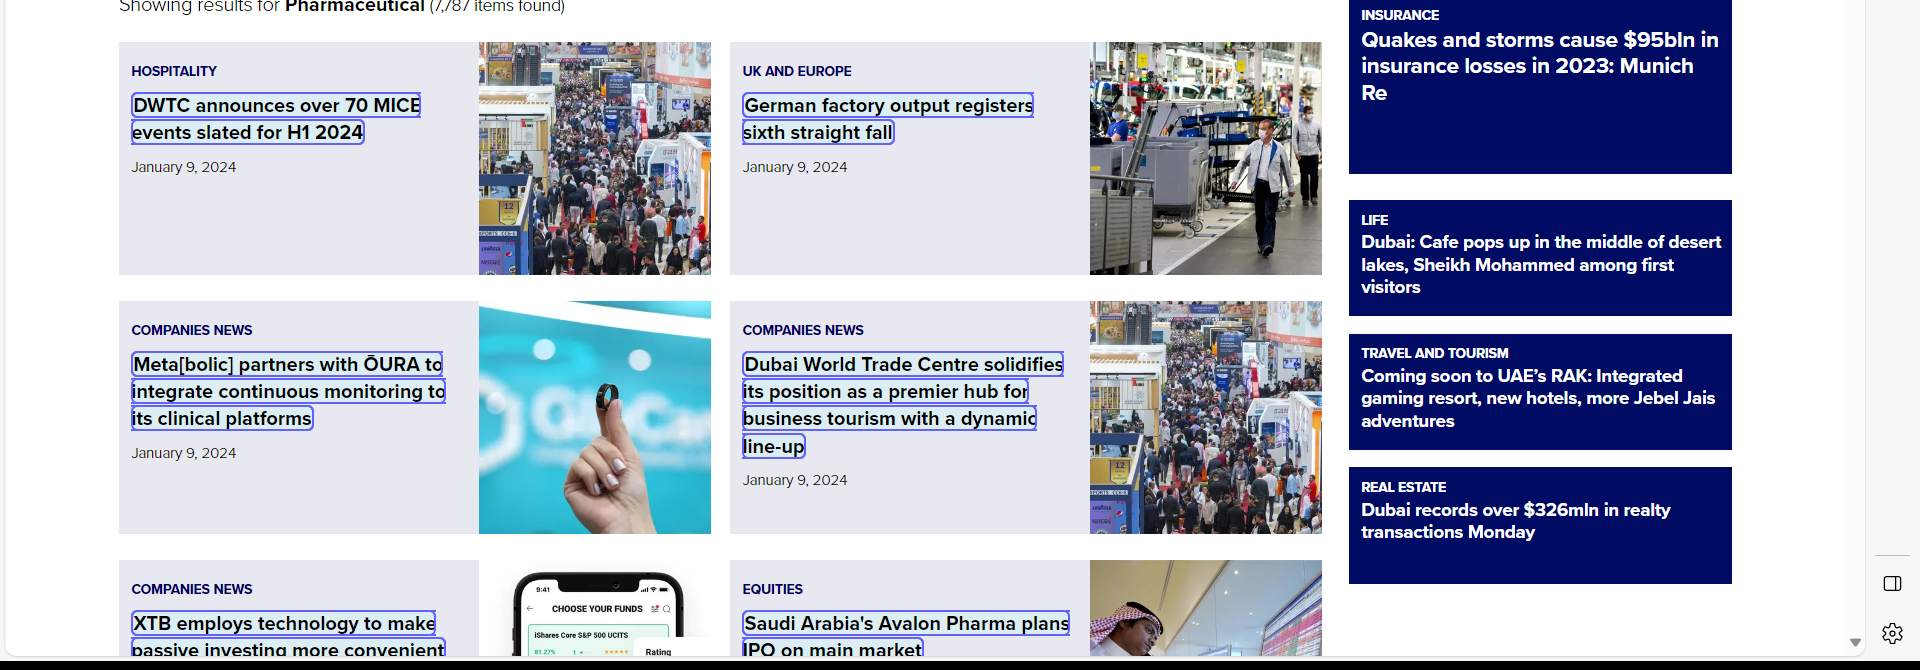 Showing results for Pharmaceutical (7,787 items found)
HOSPITALITY
DWTC announces over 70 MICE
events slated for H1 2024
January 9, 2024
12
UK AND EUROPE
German factory output registers
sixth straight fall
January 9, 2024
COMPANIES NEWS
Meta[bolic] partners with ŌURA to
integrate continuous monitoring to
its clinical platforms
January 9, 2024
COMPANIES NEWS
Dubai World Trade Centre solidifies
its position as a premier hub for
business tourism with a dynamic
line-up
January 9, 2024
12
COMPANIES NEWS
XTB employs technology to make
passive investing more convenient
9:41
CHOOSE YOUR FUNDS
iShares Core S&P 500 UCITS
81.27%
Rating
EQUITIES
Saudi Arabia's Avalon Pharma plans
IPO on main market
INSURANCE
Quakes and storms cause $95bln in
insurance losses in 2023: Munich
Re
LIFE
Dubai: Cafe pops up in the middle of desert
lakes, Sheikh Mohammed among first
visitors
TRAVEL AND TOURISM
Coming soon to UAE’s RAK: Integrated
gaming resort, new hotels, more Jebel Jais
adventures
REAL ESTATE
Dubai records over $326mln in realty
transactions Monday